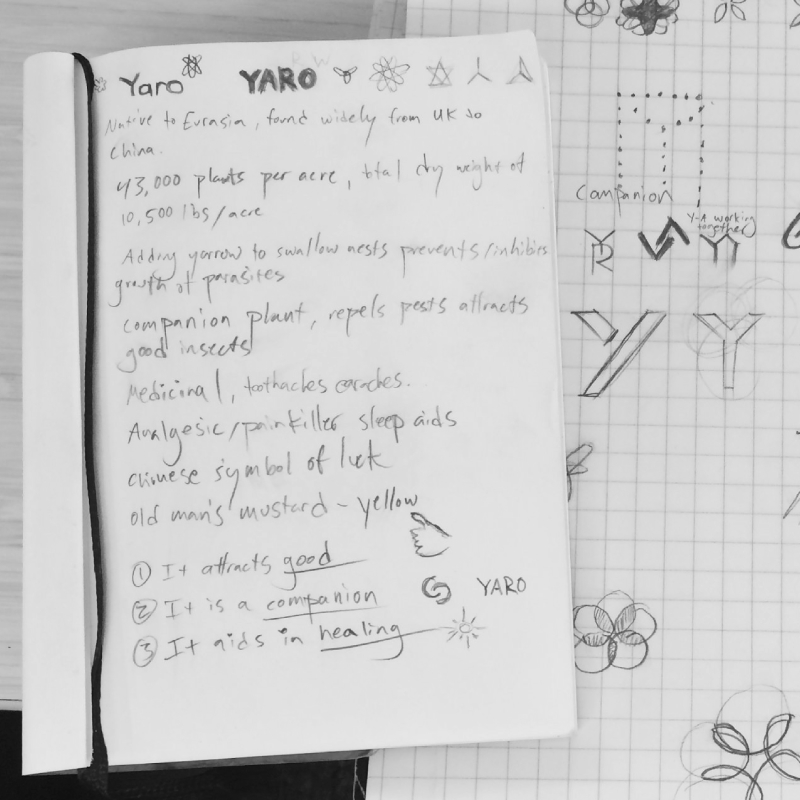 Yaro YARO
Native to Eurasia, found widely from UK to
China.
43,000 plants per acre, total dry weight of
10,500 lbs/acre
Adding yarrow to swallow nests prevents/inhibits
growth of parasites
companion plant, repels pests attracts
good insects
Medicinal, toothaches earaches.
Analgesic/painkiller sleep aids
chinese symbol of luck
old man's mustard - yellow
① It attracts good
② It is a companion
YARO
③ It aids in healing
Companion
Y-A working
together